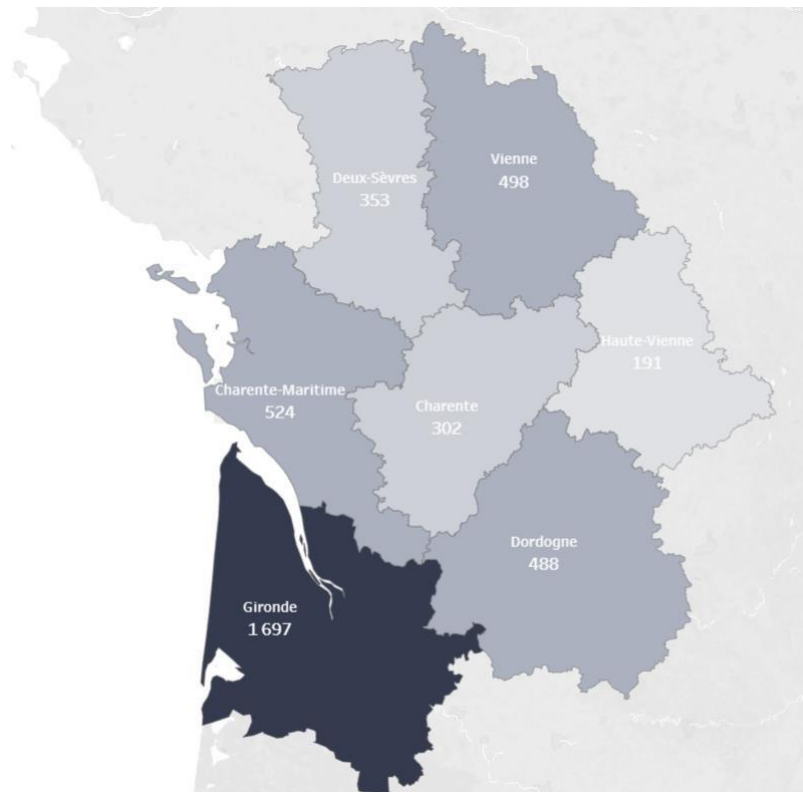 Vienne
498
Deux-Sèvres
353
Haute-Vienne
191
Charente-Maritime
524
Charente
302
Dordogne
488
Gironde
1 697